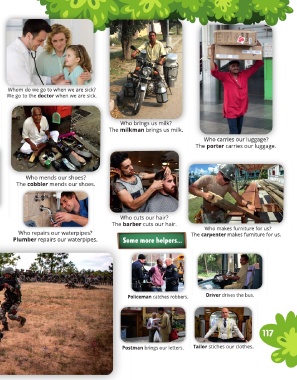 Whom do we go to when we are sick?
We go to the doctor when we are sick.
Who brings us milk?
The milkman brings us milk.
Who carries our luggage?
The porter carries our luggage.
Who mends our shoes?
The cobbler mends our shoes.
Who cuts our hair?
The barber cuts our hair.
Who makes furniture for us?
The carpenter makes furniture for us.
Who repairs our waterpipes?
Plumber repairs our waterpipes.
Some more helpers...
Policeman catches robbers.
Driver drives the bus.
Postman brings our letters.
Tailor stiches our clothes.
117